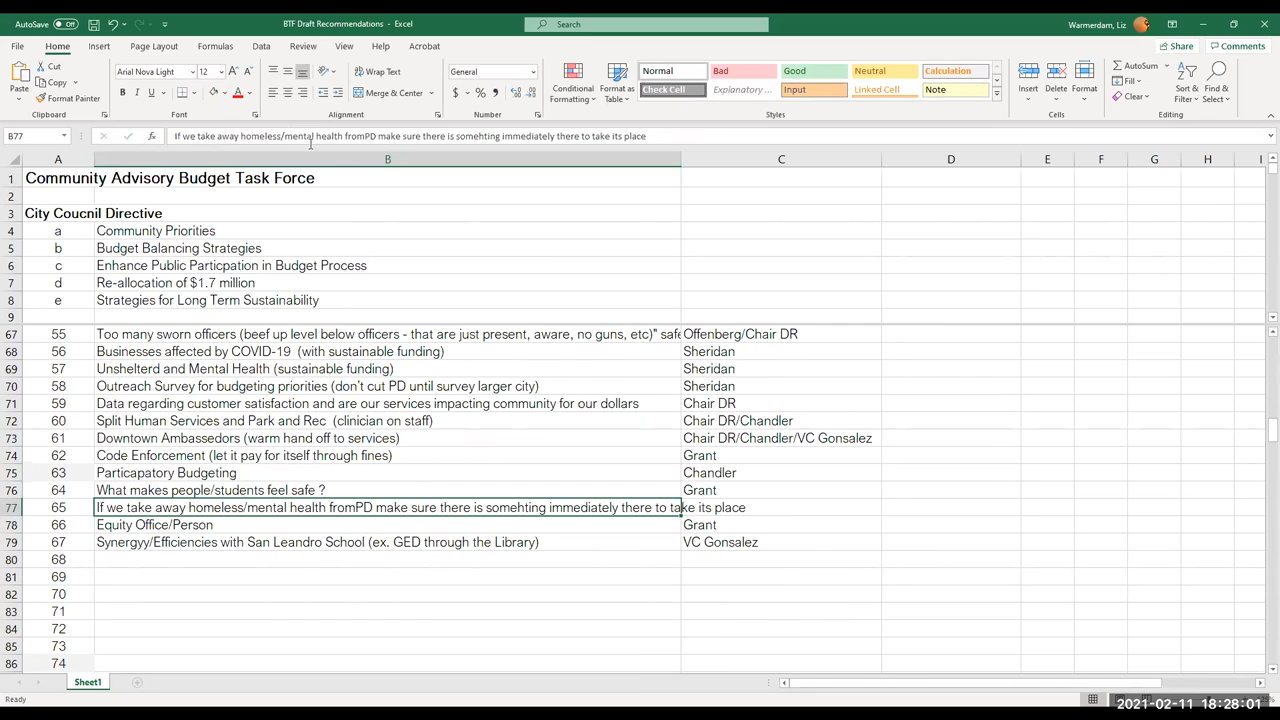 AutoSave Off BTF Draft Recommendations - Excel Search Warmerdam, Liz
File Home Insert Page Layout Formulas Data Review View Help Acrobat Share Comments
Cut Arial Nova Light 12 Wrap Text General Normal Bad Good Neutral Calculation AutoSum
Paste Copy Format Painter B I U Merge & Center $ % Conditional Formatting Format as Table Check Cell Explanatory ... Input Linked Cell Note Insert Delete Format Fill Clear Sort & Filter Find & Select
Clipboard Font Alignment Number Styles Cells Editing
B77 fx If we take away homeless/mental health fromPD make sure there is somehting immediately there to take its place
A B C D E F G H I
1 Community Advisory Budget Task Force
2
3 City Coucnil Directive
4 a Community Priorities
5 b Budget Balancing Strategies
6 c Enhance Public Particpation in Budget Process
7 d Re-allocation of $1.7 million
8 e Strategies for Long Term Sustainability
9
67 55 Too many sworn officers (beef up level below officers - that are just present, aware, no guns, etc)" safe Offenberg/Chair DR
68 56 Businesses affected by COVID-19 (with sustainable funding) Sheridan
69 57 Unshelterd and Mental Health (sustainable funding) Sheridan
70 58 Outreach Survey for budgeting priorities (don't cut PD until survey larger city) Sheridan
71 59 Data regarding customer satisfaction and are our services impacting community for our dollars Chair DR
72 60 Split Human Services and Park and Rec (clinician on staff) Chair DR/Chandler
73 61 Downtown Ambassedors (warm hand off to services) Chair DR/Chandler/VC Gonsalez
74 62 Code Enforcement (let it pay for itself through fines) Grant
75 63 Particapatory Budgeting Chandler
76 64 What makes people/students feel safe ? Grant
77 65 If we take away homeless/mental health fromPD make sure there is somehting immediately there to take its place
78 66 Equity Office/Person Grant
79 67 Synergyy/Efficiencies with San Leandro School (ex. GED through the Library) VC Gonsalez
80 68
81 69
82 70
83 71
84 72
85 73
86 74
Sheet1
Ready
2021-02-11 18:28:01